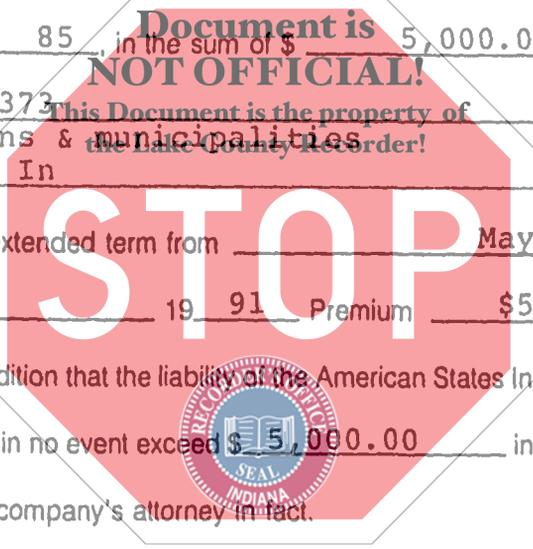 Document is
85 , in the sum of $ 5,000.0
NOT OFFICIAL!
373
This Document is the property of
ns & municipalities
the Lake County Recorder!
In
STOP
xtended term from May
19 91 Premium $5
dition that the liability of the American States In
RECORDER'S OFFICE
in no event exceed $ 5,000.00 in
SEAL
INDIANA
company's attorney in fact.